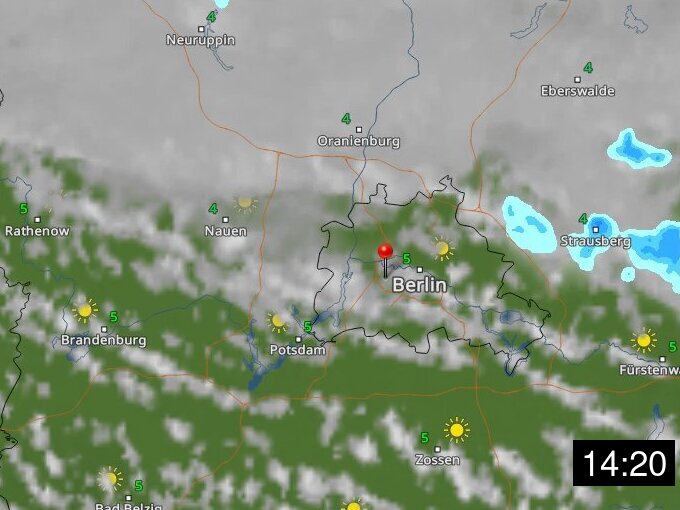 4
Neuruppin
4
Eberswalde
4
Oranienburg
5
Rathenow
4
Nauen
4
Strausberg
5
Berlin
5
Brandenburg
5
Potsdam
5
Fürstenwa
5
Zossen
5
Bad Belzig
14:20